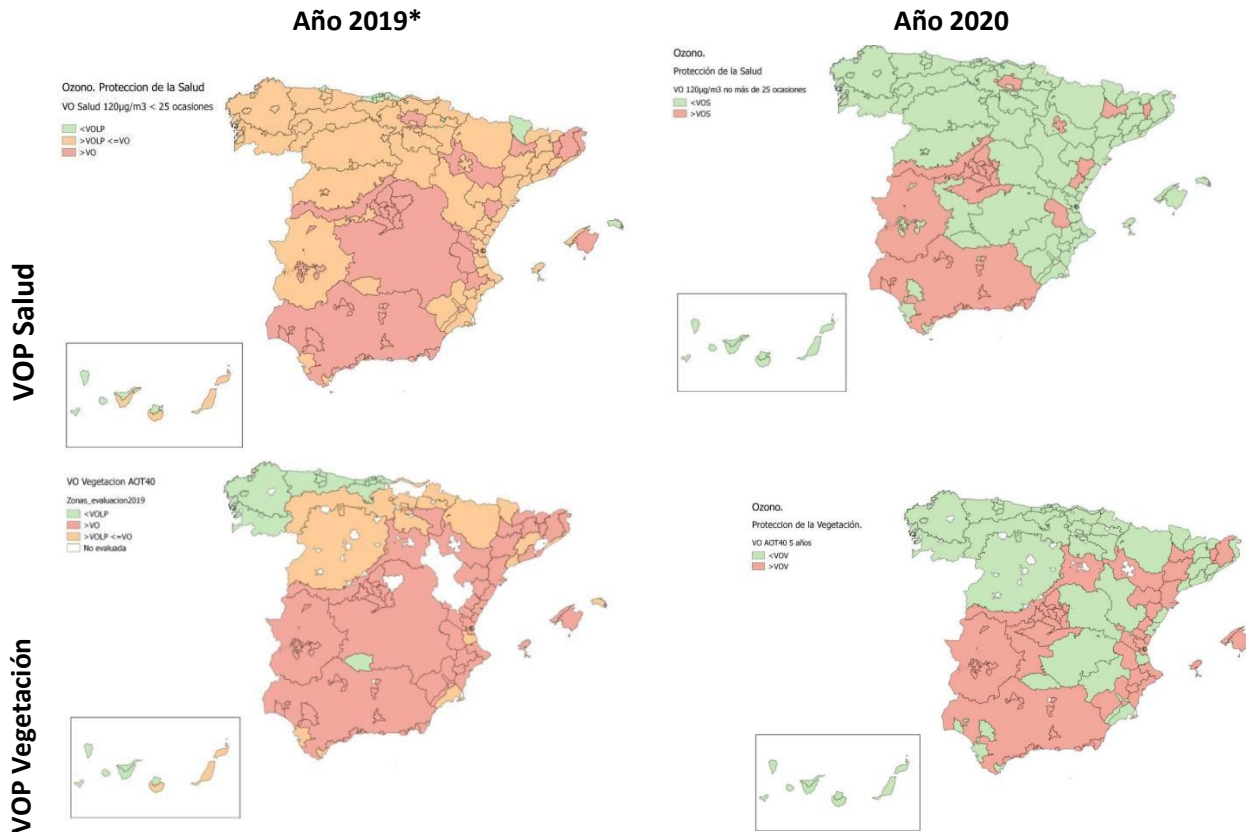 Año 2019*
Año 2020
VOP Salud
Ozono. Proteccion de la Salud
VO Salud 120µg/m3 < 25 ocasiones
<VOLP
>VOLP <=VO
>VO
Ozono.
Protección de la Salud
VO 120µg/m3 no más de 25 ocasiones
<VOS
>VOS
VOP Vegetación
VO Vegetacion AOT40
Zonas_evaluacion2019
<VOLP
>VO
>VOLP <=VO
No evaluada
Ozono.
Proteccion de la Vegetación.
VO AOT40 5 años
<VOV
>VOV